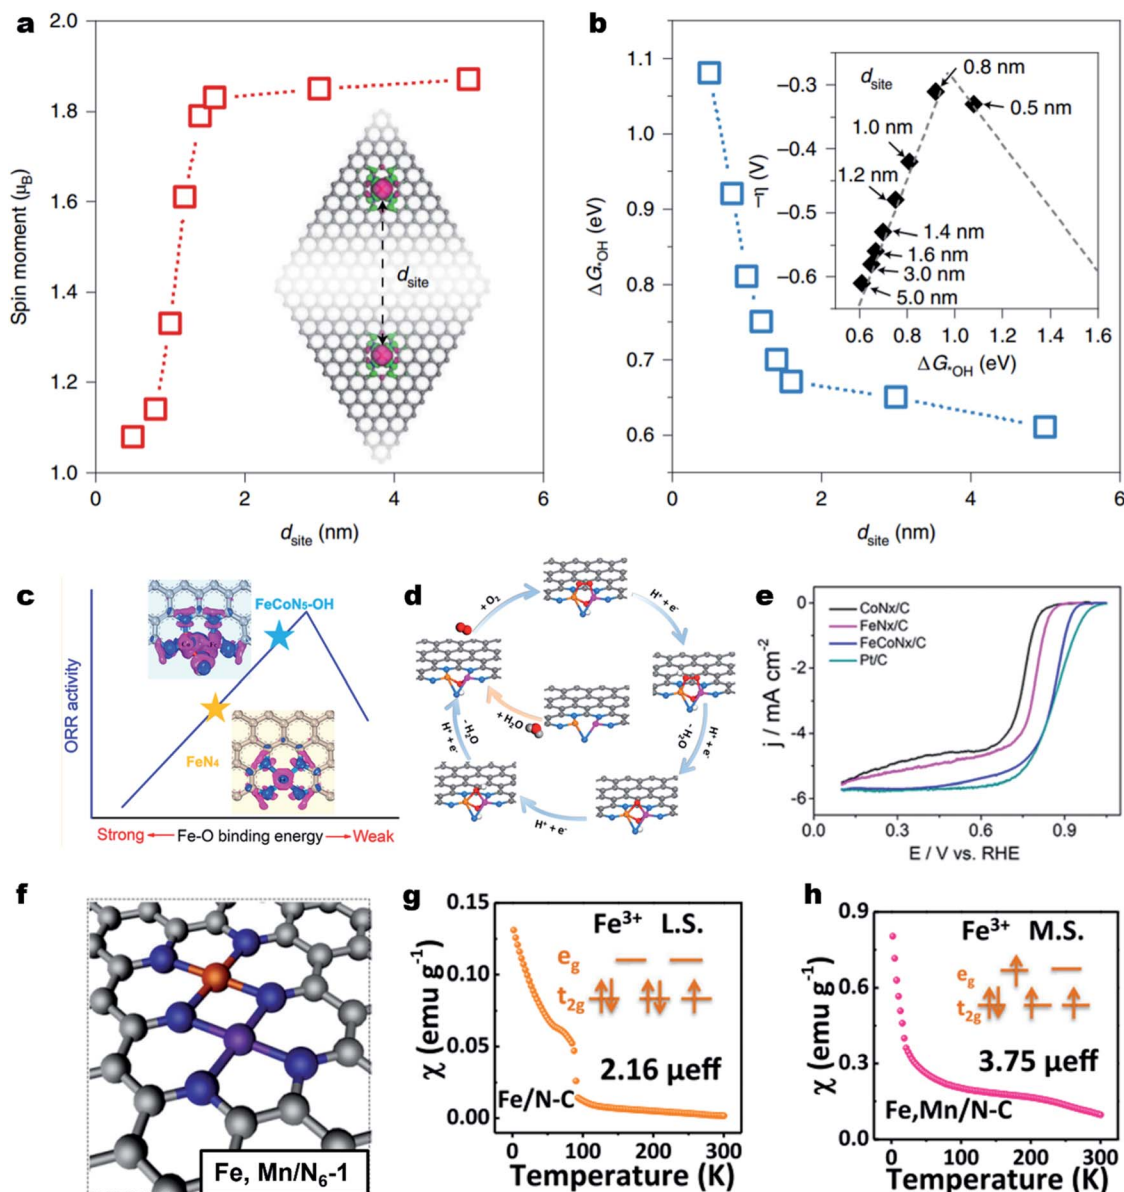 a
2.0
1.8
1.6
1.4
1.2
1.0
Spin moment (μB)
dsite
0
2
4
6
dsite (nm)
b
1.1
1.0
0.9
0.8
0.7
0.6
ΔG*OH (eV)
dsite
0.8 nm
0.5 nm
1.0 nm
1.2 nm
1.4 nm
1.6 nm
3.0 nm
5.0 nm
−0.3
−0.4
−0.5
−0.6
−η (V)
0.6 0.8 1.0 1.6
ΔG*OH (eV)
0
2
4
6
dsite (nm)
c
ORR activity
FeCoN5-OH
FeN4
Strong
Fe-O binding energy
Weak
d
+ O2
H+ + e-
H+ + e-
- H2O
H+ + e-
H+ + e-
- H2O
+ H2O
e
CoNx/C
FeNx/C
FeCoNx/C
Pt/C
0
-2
-4
-6
j / mA cm-2
0.0 0.3 0.6 0.9
E / V vs. RHE
f
Fe, Mn/N6-1
g
0.15
0.10
0.05
0.00
χ (emu g-1)
Fe3+ L.S.
eg
t2g
2.16 μeff
Fe/N-C
0 100 200 300
Temperature (K)
h
0.9
0.6
0.3
0.0
χ (emu g-1)
Fe3+ M.S.
eg
t2g
3.75 μeff
Fe,Mn/N-C
0 100 200 300
Temperature (K)